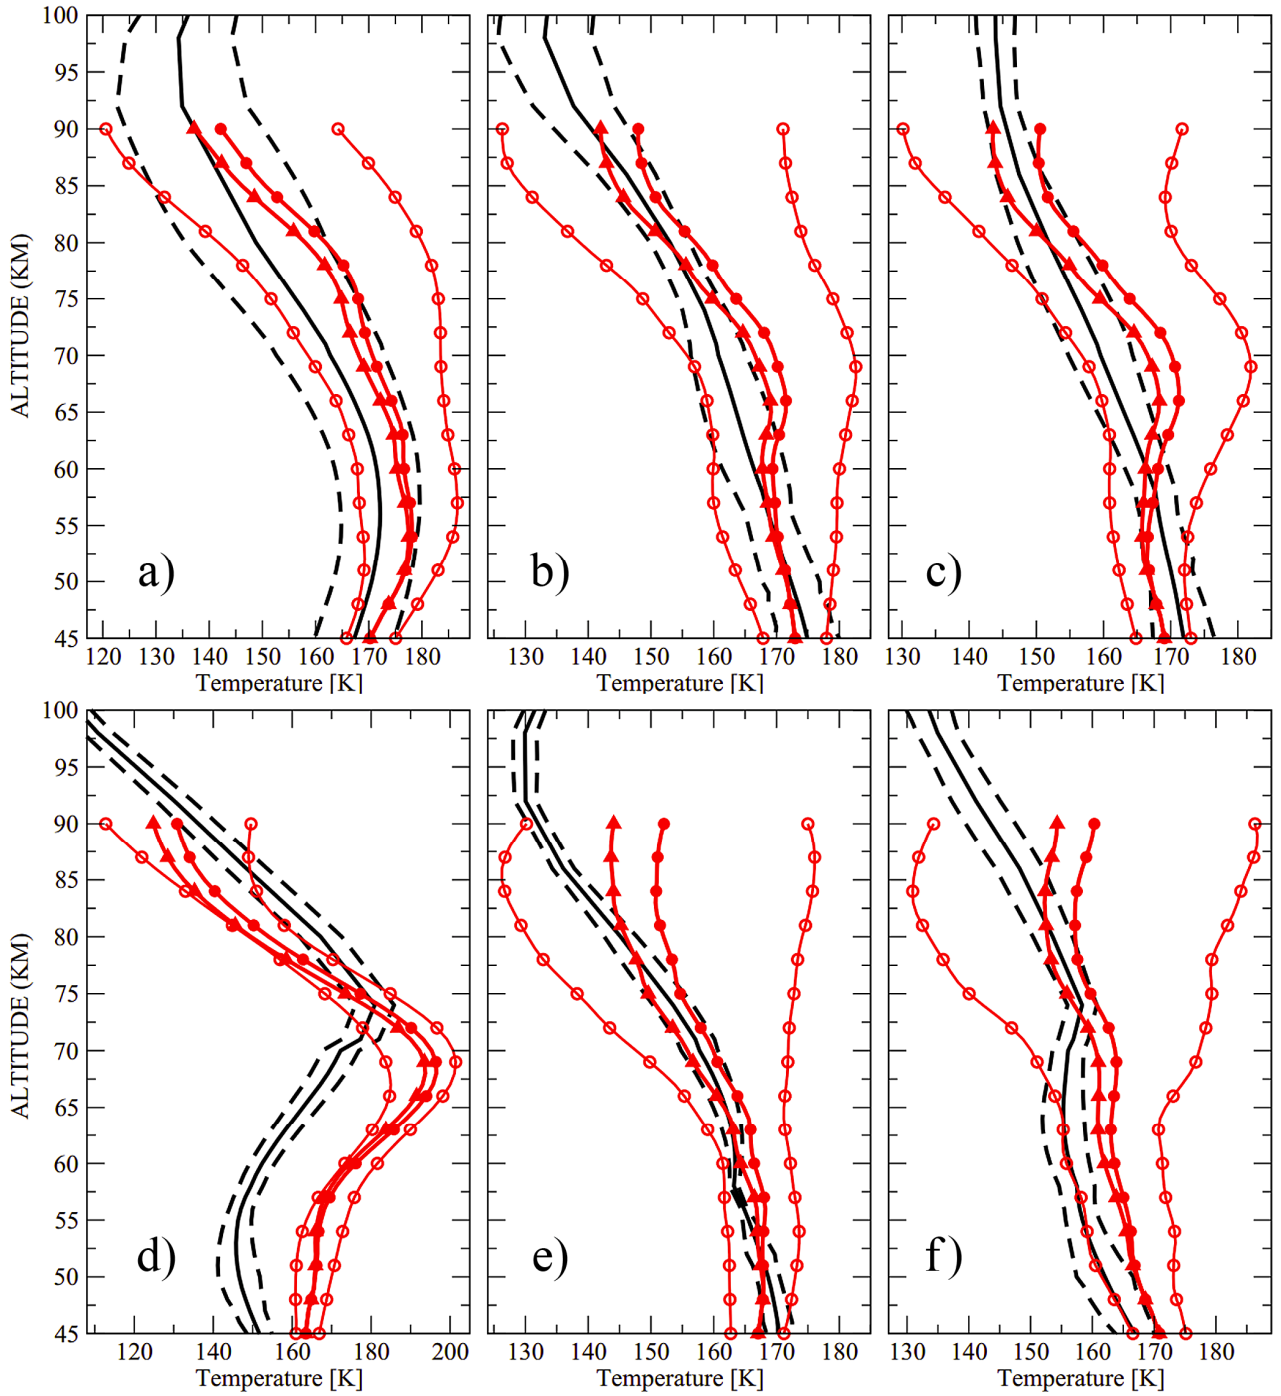 100
95
90
85
80
75
70
65
60
55
50
45
ALTITUDE (KM)
a)
b)
c)
120 130 140 150 160 170 180
130 140 150 160 170 180
130 140 150 160 170 180
Temperature [K]
Temperature [K]
Temperature [K]
100
95
90
85
80
75
70
65
60
55
50
45
ALTITUDE (KM)
d)
e)
f)
120 140 160 180 200
130 140 150 160 170 180
130 140 150 160 170 180
Temperature [K]
Temperature [K]
Temperature [K]